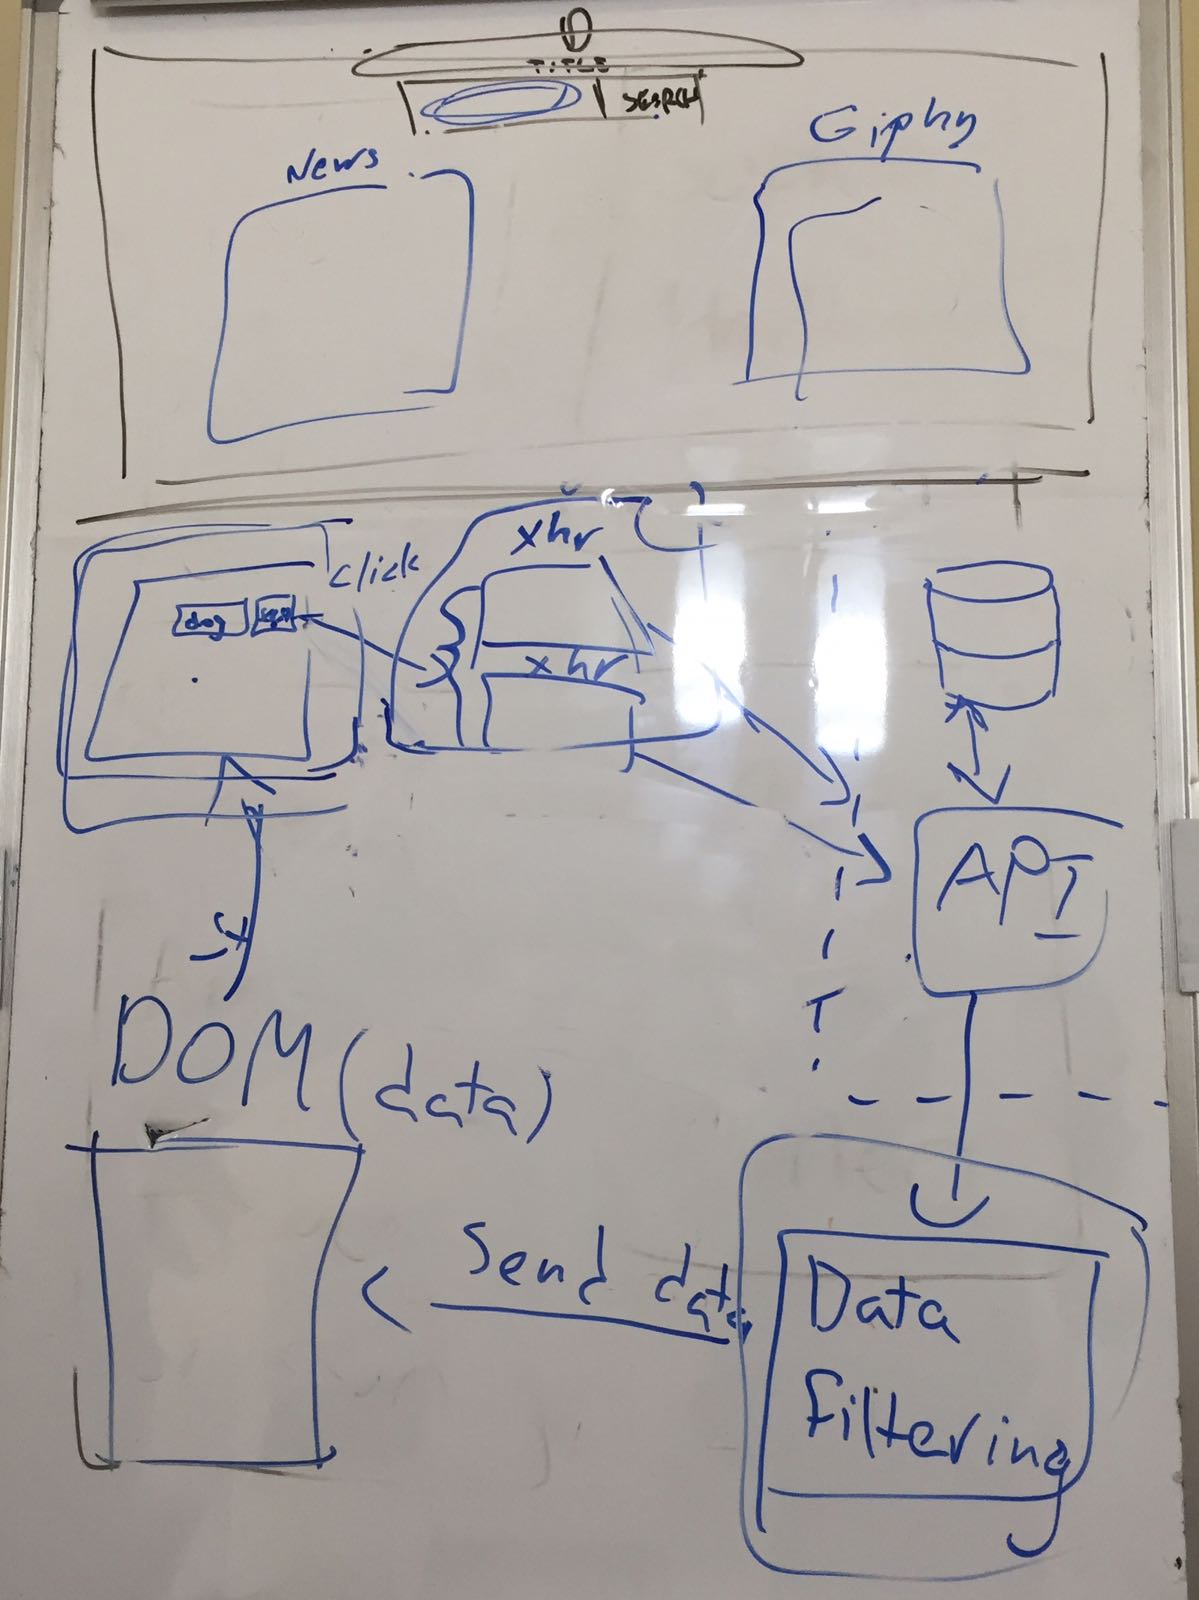 TITLE
SEARCH
News
Giphy
click
xhr
dog
xhr
API
DOM (data)
Send data
Data
Filtering